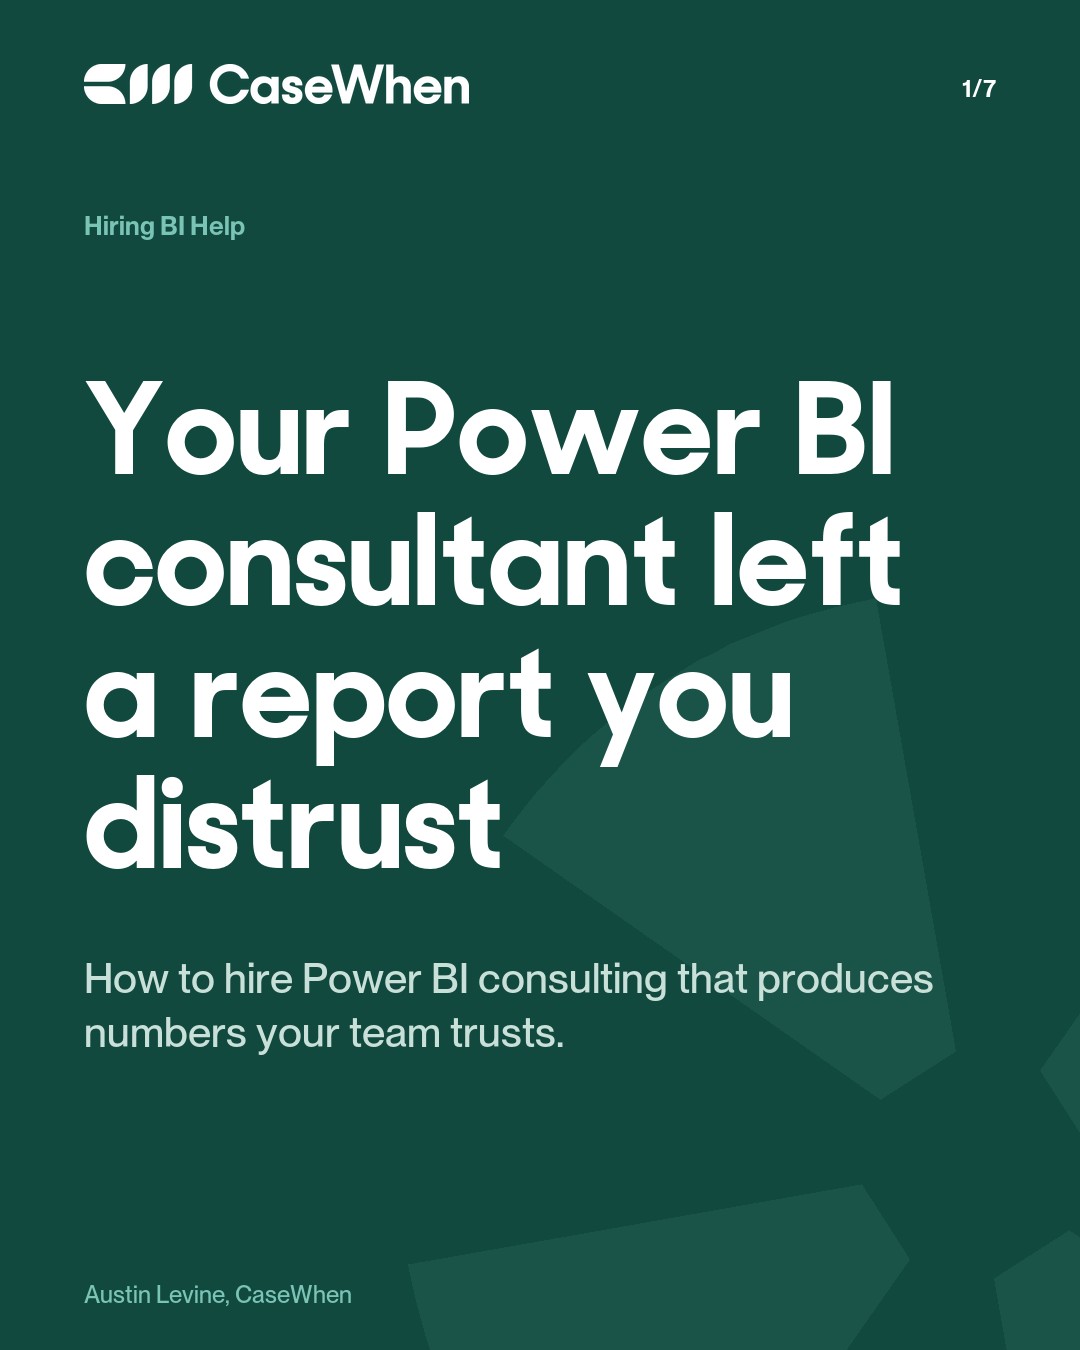 CaseWhen
1/7
Hiring BI Help
Your Power BI
consultant left
a report you
distrust
How to hire Power BI consulting that produces
numbers your team trusts.
Austin Levine, CaseWhen